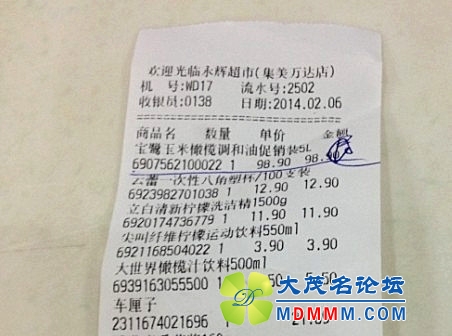 欢迎光临永辉超市(集美万达店)
机 号:WD17 流水号:2502
收银员:0138 日期:2014.02.06
商品名 数量 单价 金额
宝鹭玉米橄榄调和油促销装5L
6907562100022 1 98.90 98.90
云蕾一次性八角塑杯/100支装
6923982701038 1 12.90 12.90
立白清新柠檬洗洁精1500g
6920174736779 1 11.90 11.90
尖叫纤维柠檬运动饮料550ml
6921168504022 1 3.90 3.90
大世界橄榄汁饮料500ml
6939163055500 1
车厘子
2311674021696 1
大茂名论坛
MDMMM.COM